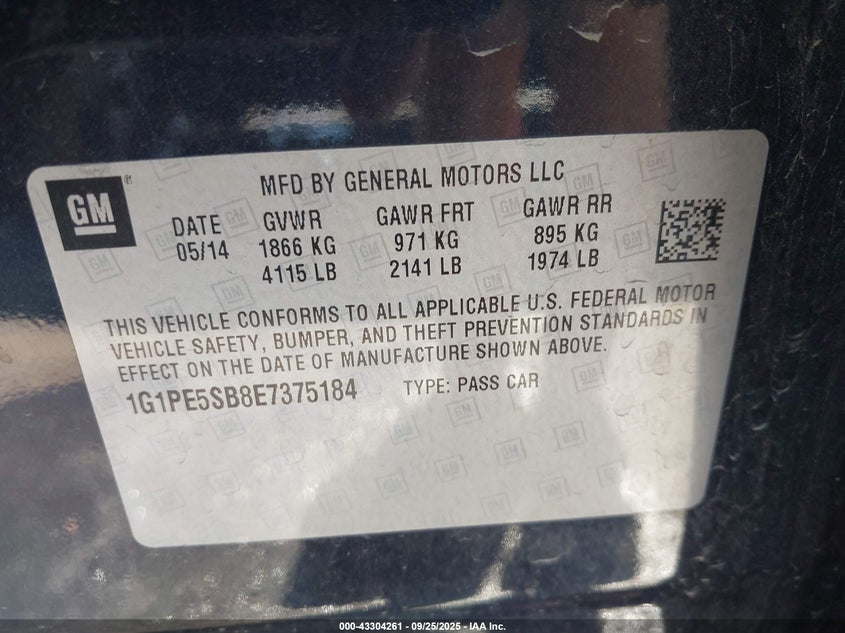 GM
MFD BY GENERAL MOTORS LLC
DATE GVWR GAWR FRT GAWR RR
05/14 1866 KG 971 KG 895 KG
4115 LB 2141 LB 1974 LB
THIS VEHICLE CONFORMS TO ALL APPLICABLE U.S. FEDERAL MOTOR
VEHICLE SAFETY, BUMPER, AND THEFT PREVENTION STANDARDS IN
EFFECT ON THE DATE OF MANUFACTURE SHOWN ABOVE.
1G1PE5SB8E7375184 TYPE: PASS CAR
000-43304261 - 09/25/2025 - IAA Inc.